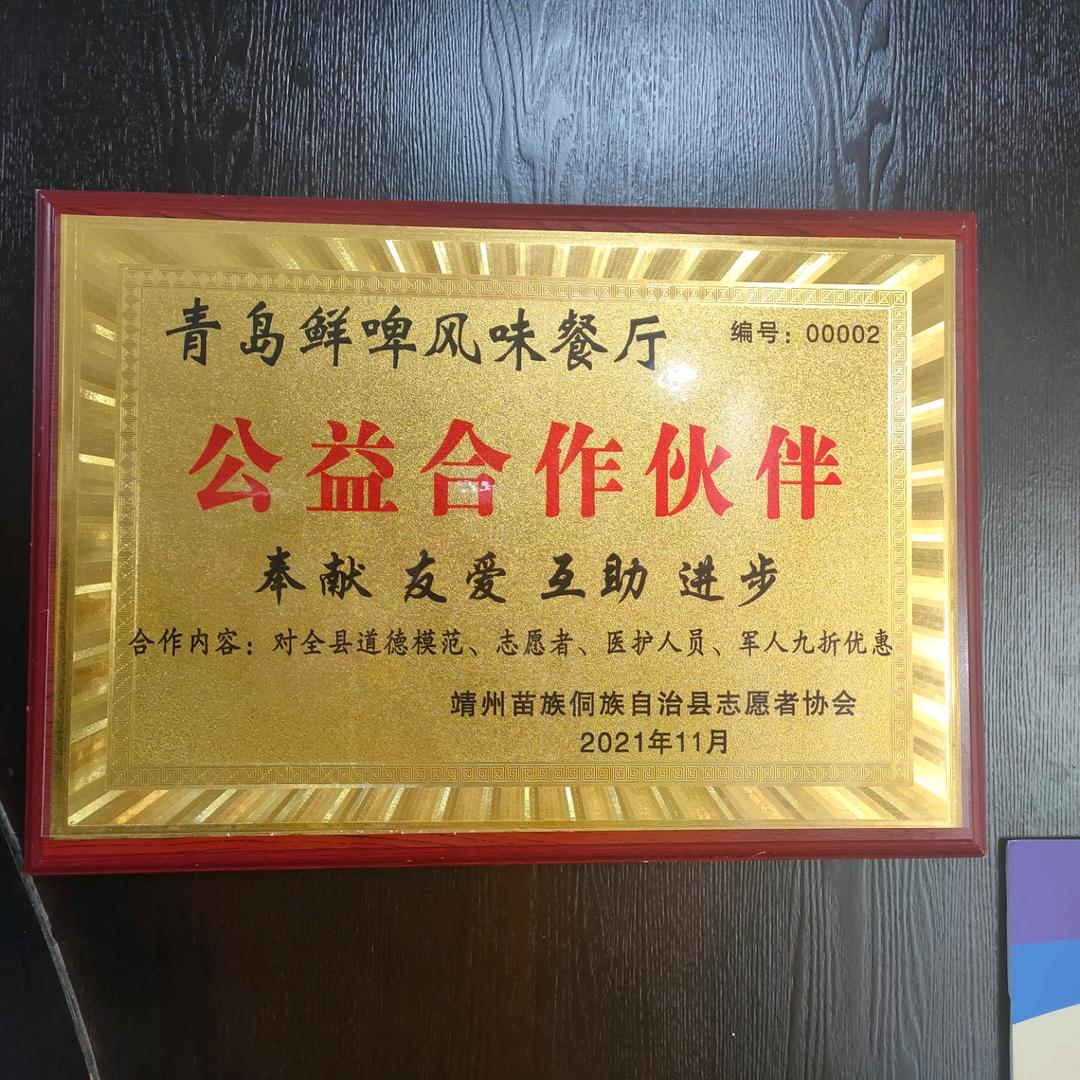 青岛鲜啤风味餐厅 编号：00002
公益合作伙伴
奉献 友爱 互助 进步
合作内容：对全县道德模范、志愿者、医护人员、军人九折优惠
靖州苗族侗族自治县志愿者协会
2021年11月